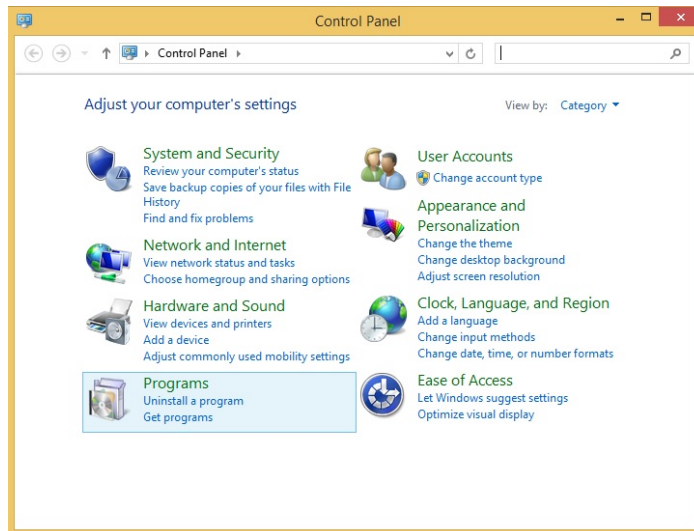 Control Panel
Control Panel
Adjust your computer's settings
View by: Category
System and Security
Review your computer's status
Save backup copies of your files with File
History
Find and fix problems
Network and Internet
View network status and tasks
Choose homegroup and sharing options
Hardware and Sound
View devices and printers
Add a device
Adjust commonly used mobility settings
Programs
Uninstall a program
Get programs
User Accounts
Change account type
Appearance and
Personalization
Change the theme
Change desktop background
Adjust screen resolution
Clock, Language, and Region
Add a language
Change input methods
Change date, time, or number formats
Ease of Access
Let Windows suggest settings
Optimize visual display